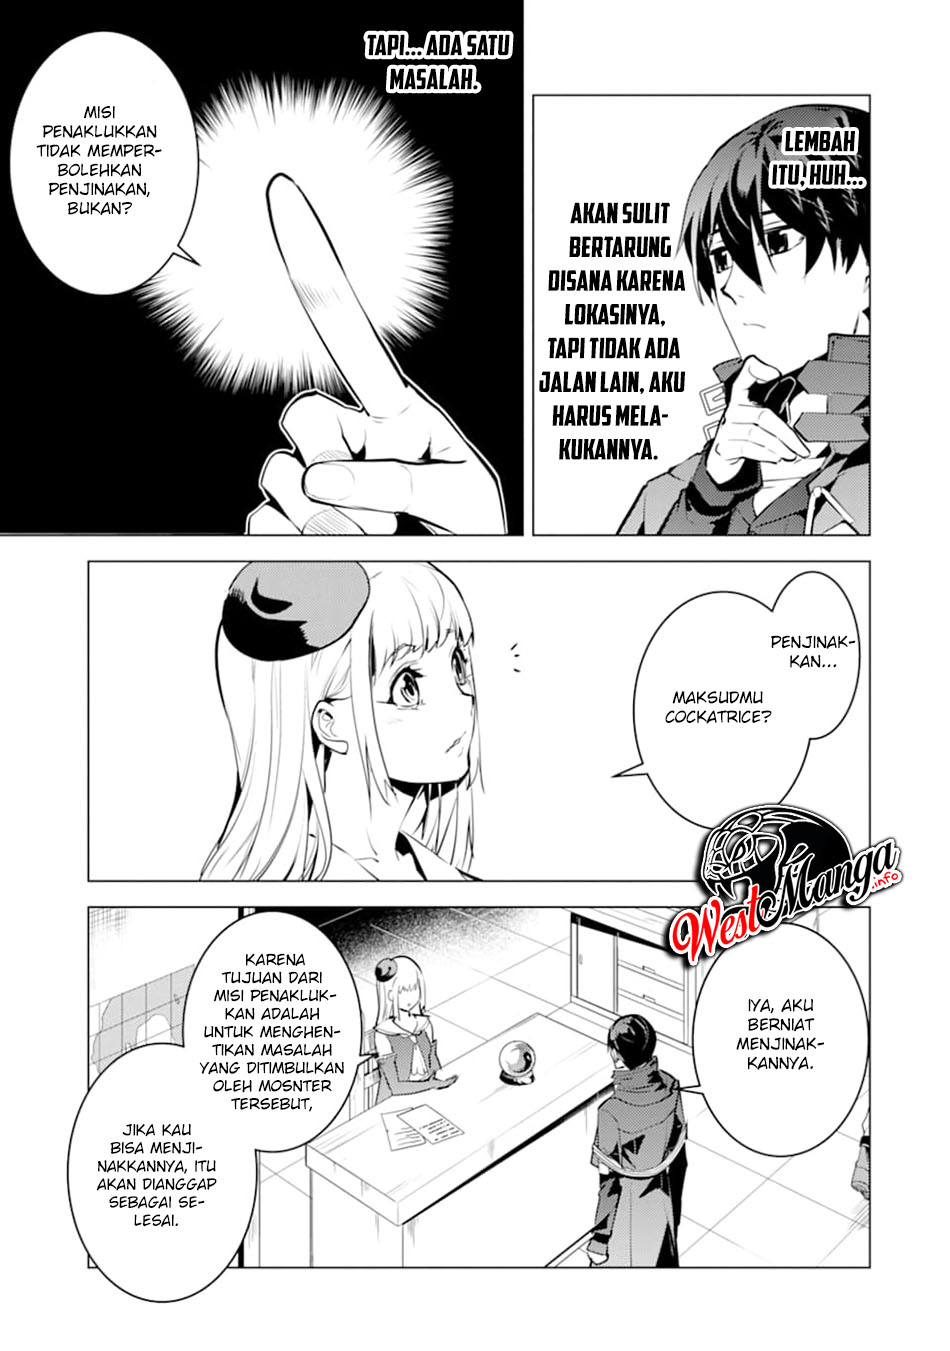 LEMBAH
ITU, HUH...
AKAN SULIT
BERTARUNG
DISANA KARENA
LOKASINYA,
TAPI TIDAK ADA
JALAN LAIN, AKU
HARUS MELA-
KUKANNYA.
TAPI... ADA SATU
MASALAH.
MISI
PENAKLUKKAN
TIDAK MEMPER-
BOLEHKAN
PENJINAKAN,
BUKAN?
PENJINAK-
KAN...
MAKSUDMU
COCKATRICE?
WestManga
.info
IYA, AKU
BERNIAT
MENJINAK-
KANNYA.
KARENA
TUJUAN DARI
MISI PENAKLUK-
KAN ADALAH
UNTUK MENGHEN-
TIKAN MASALAH
YANG DITIMBULKAN
OLEH MOSNTER
TERSEBUT,
JIKA KAU
BISA MENJI-
NAKKANNYA, ITU
AKAN DIANGGAP
SEBAGAI SE-
LESAI.